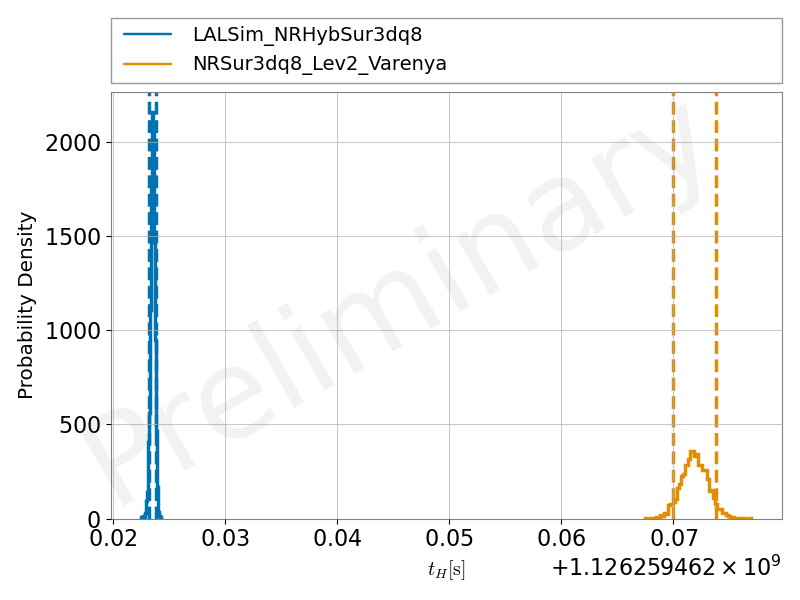 LALSim_NRHybSur3dq8
NRSur3dq8_Lev2_Varenya
Preliminary
Probability Density
2000
1500
1000
500
0
0.02 0.03 0.04 0.05 0.06 0.07
t_H[s]
+1.126259462 × 10^9